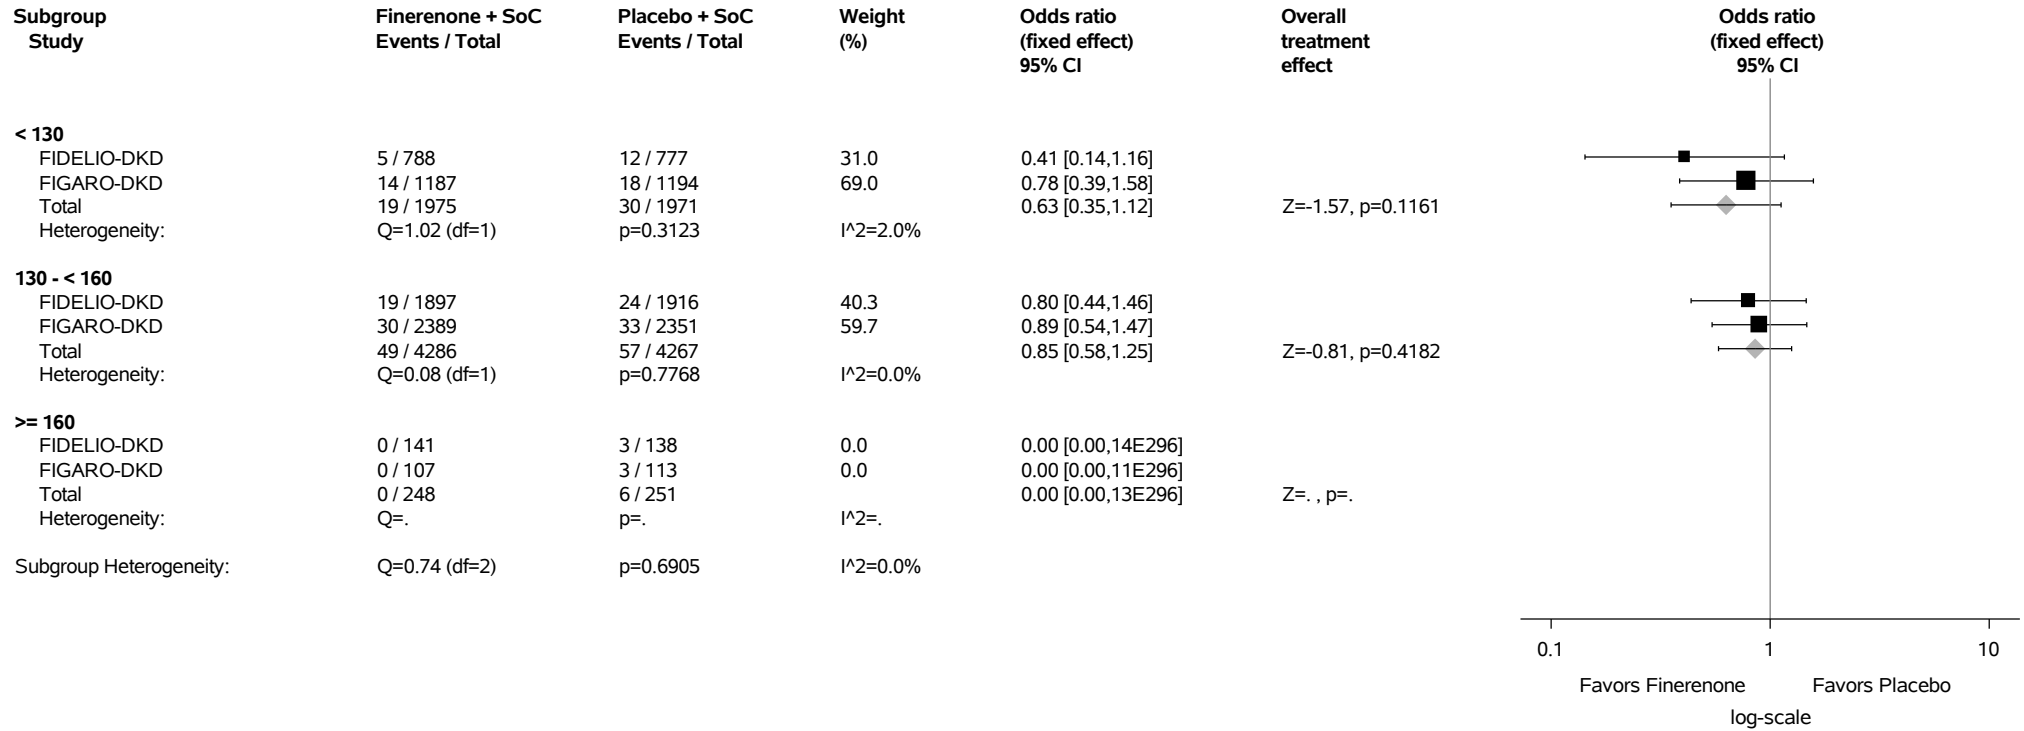 Subgroup Finerenone + SoC Placebo + SoC Weight Odds ratio Overall Odds ratio
Study Events / Total Events / Total (%) (fixed effect) treatment (fixed effect)
95% CI effect 95% CI
< 130
FIDELIO-DKD 5 / 788 12 / 777 31.0 0.41 [0.14,1.16]
FIGARO-DKD 14 / 1187 18 / 1194 69.0 0.78 [0.39,1.58]
Total 19 / 1975 30 / 1971 0.63 [0.35,1.12] Z=-1.57, p=0.1161
Heterogeneity: Q=1.02 (df=1) p=0.3123 I^2=2.0%
130 - < 160
FIDELIO-DKD 19 / 1897 24 / 1916 40.3 0.80 [0.44,1.46]
FIGARO-DKD 30 / 2389 33 / 2351 59.7 0.89 [0.54,1.47]
Total 49 / 4286 57 / 4267 0.85 [0.58,1.25] Z=-0.81, p=0.4182
Heterogeneity: Q=0.08 (df=1) p=0.7768 I^2=0.0%
>= 160
FIDELIO-DKD 0 / 141 3 / 138 0.0 0.00 [0.00,14E296]
FIGARO-DKD 0 / 107 3 / 113 0.0 0.00 [0.00,11E296]
Total 0 / 248 6 / 251 0.00 [0.00,13E296] Z=. , p=.
Heterogeneity: Q=. p=. I^2=.
Subgroup Heterogeneity: Q=0.74 (df=2) p=0.6905 I^2=0.0%
0.1 1 10
Favors Finerenone Favors Placebo
log-scale